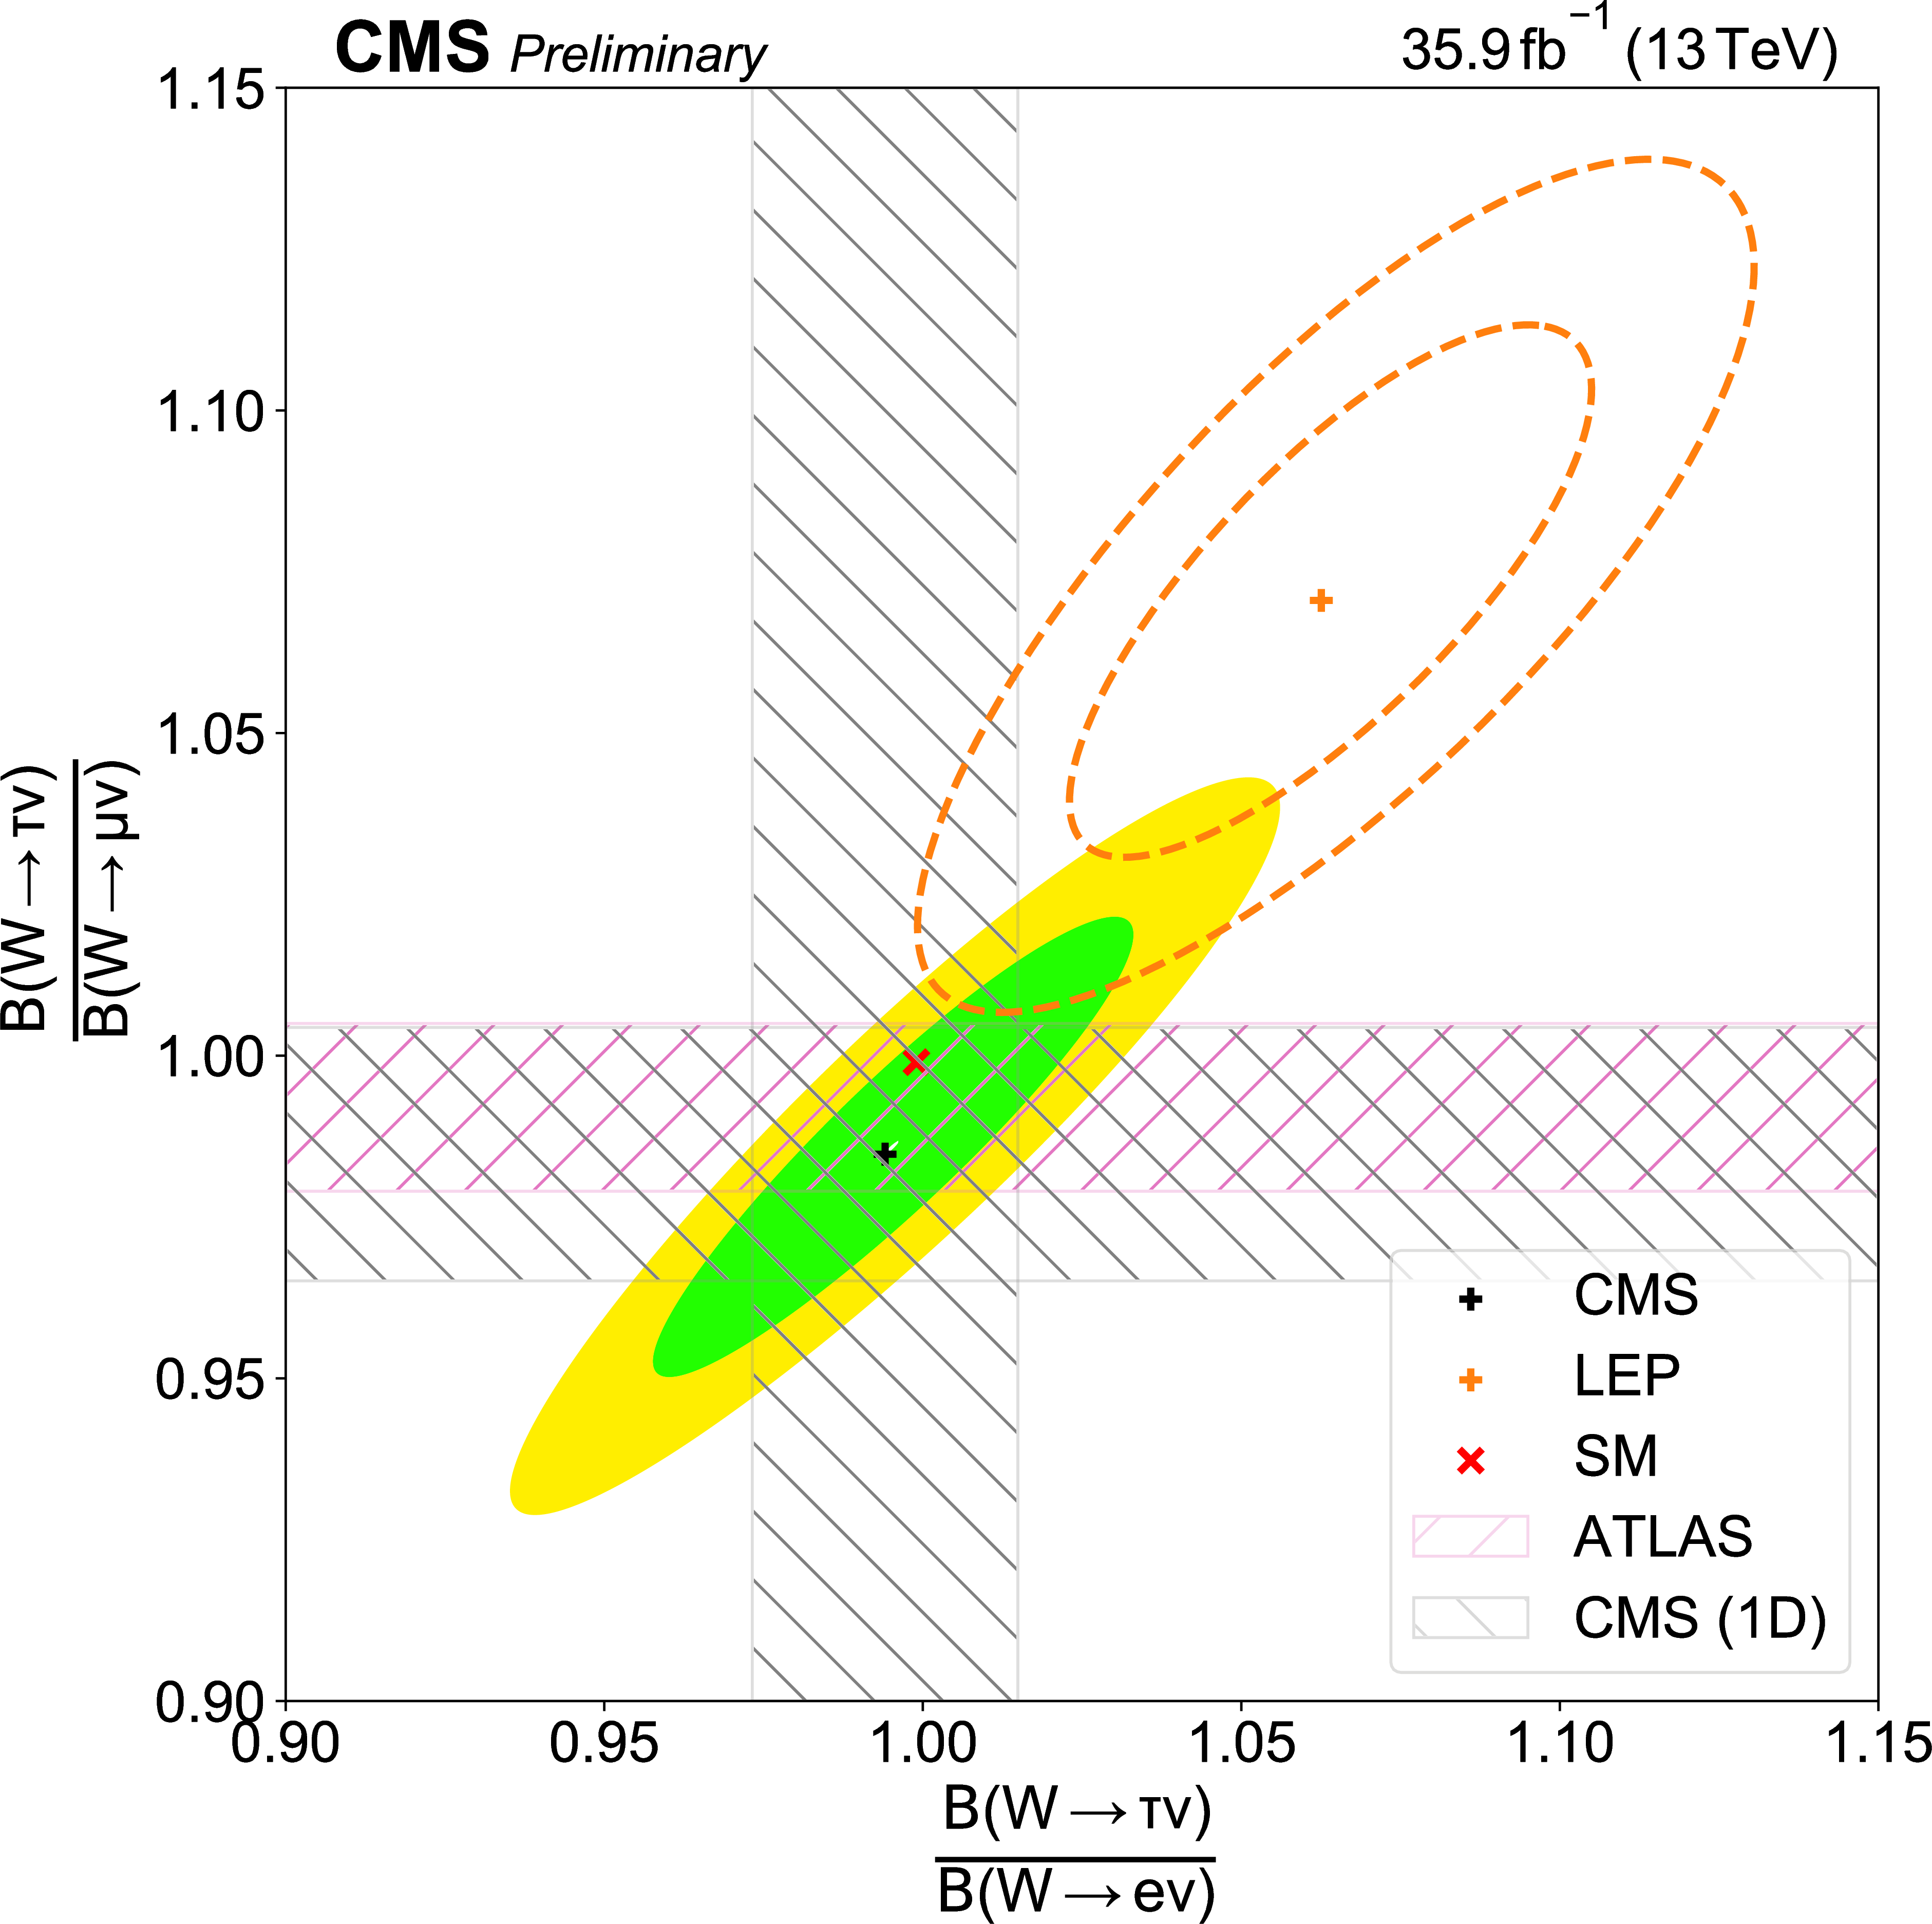 CMS Preliminary 35.9 fb⁻¹ (13 TeV)
1.15
1.10
1.05
1.00
0.95
0.90
B(W→τν)
B(W→μν)
CMS
LEP
SM
ATLAS
CMS (1D)
0.90 0.95 1.00 1.05 1.10 1.15
B(W→τν)
B(W→eν)